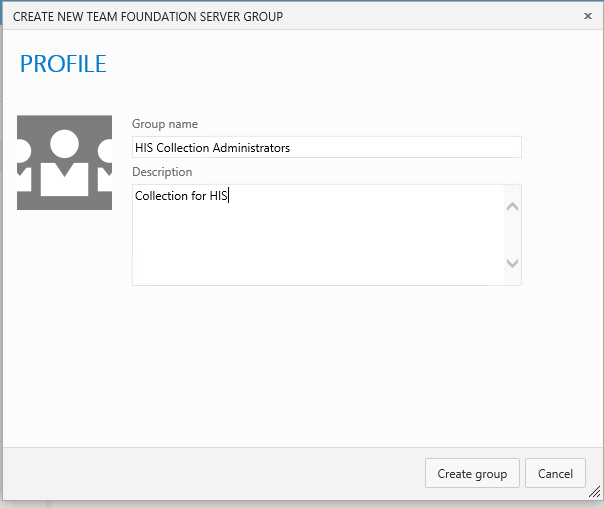 CREATE NEW TEAM FOUNDATION SERVER GROUP
PROFILE
Group name
HIS Collection Administrators
Description
Collection for HIS
Create group
Cancel